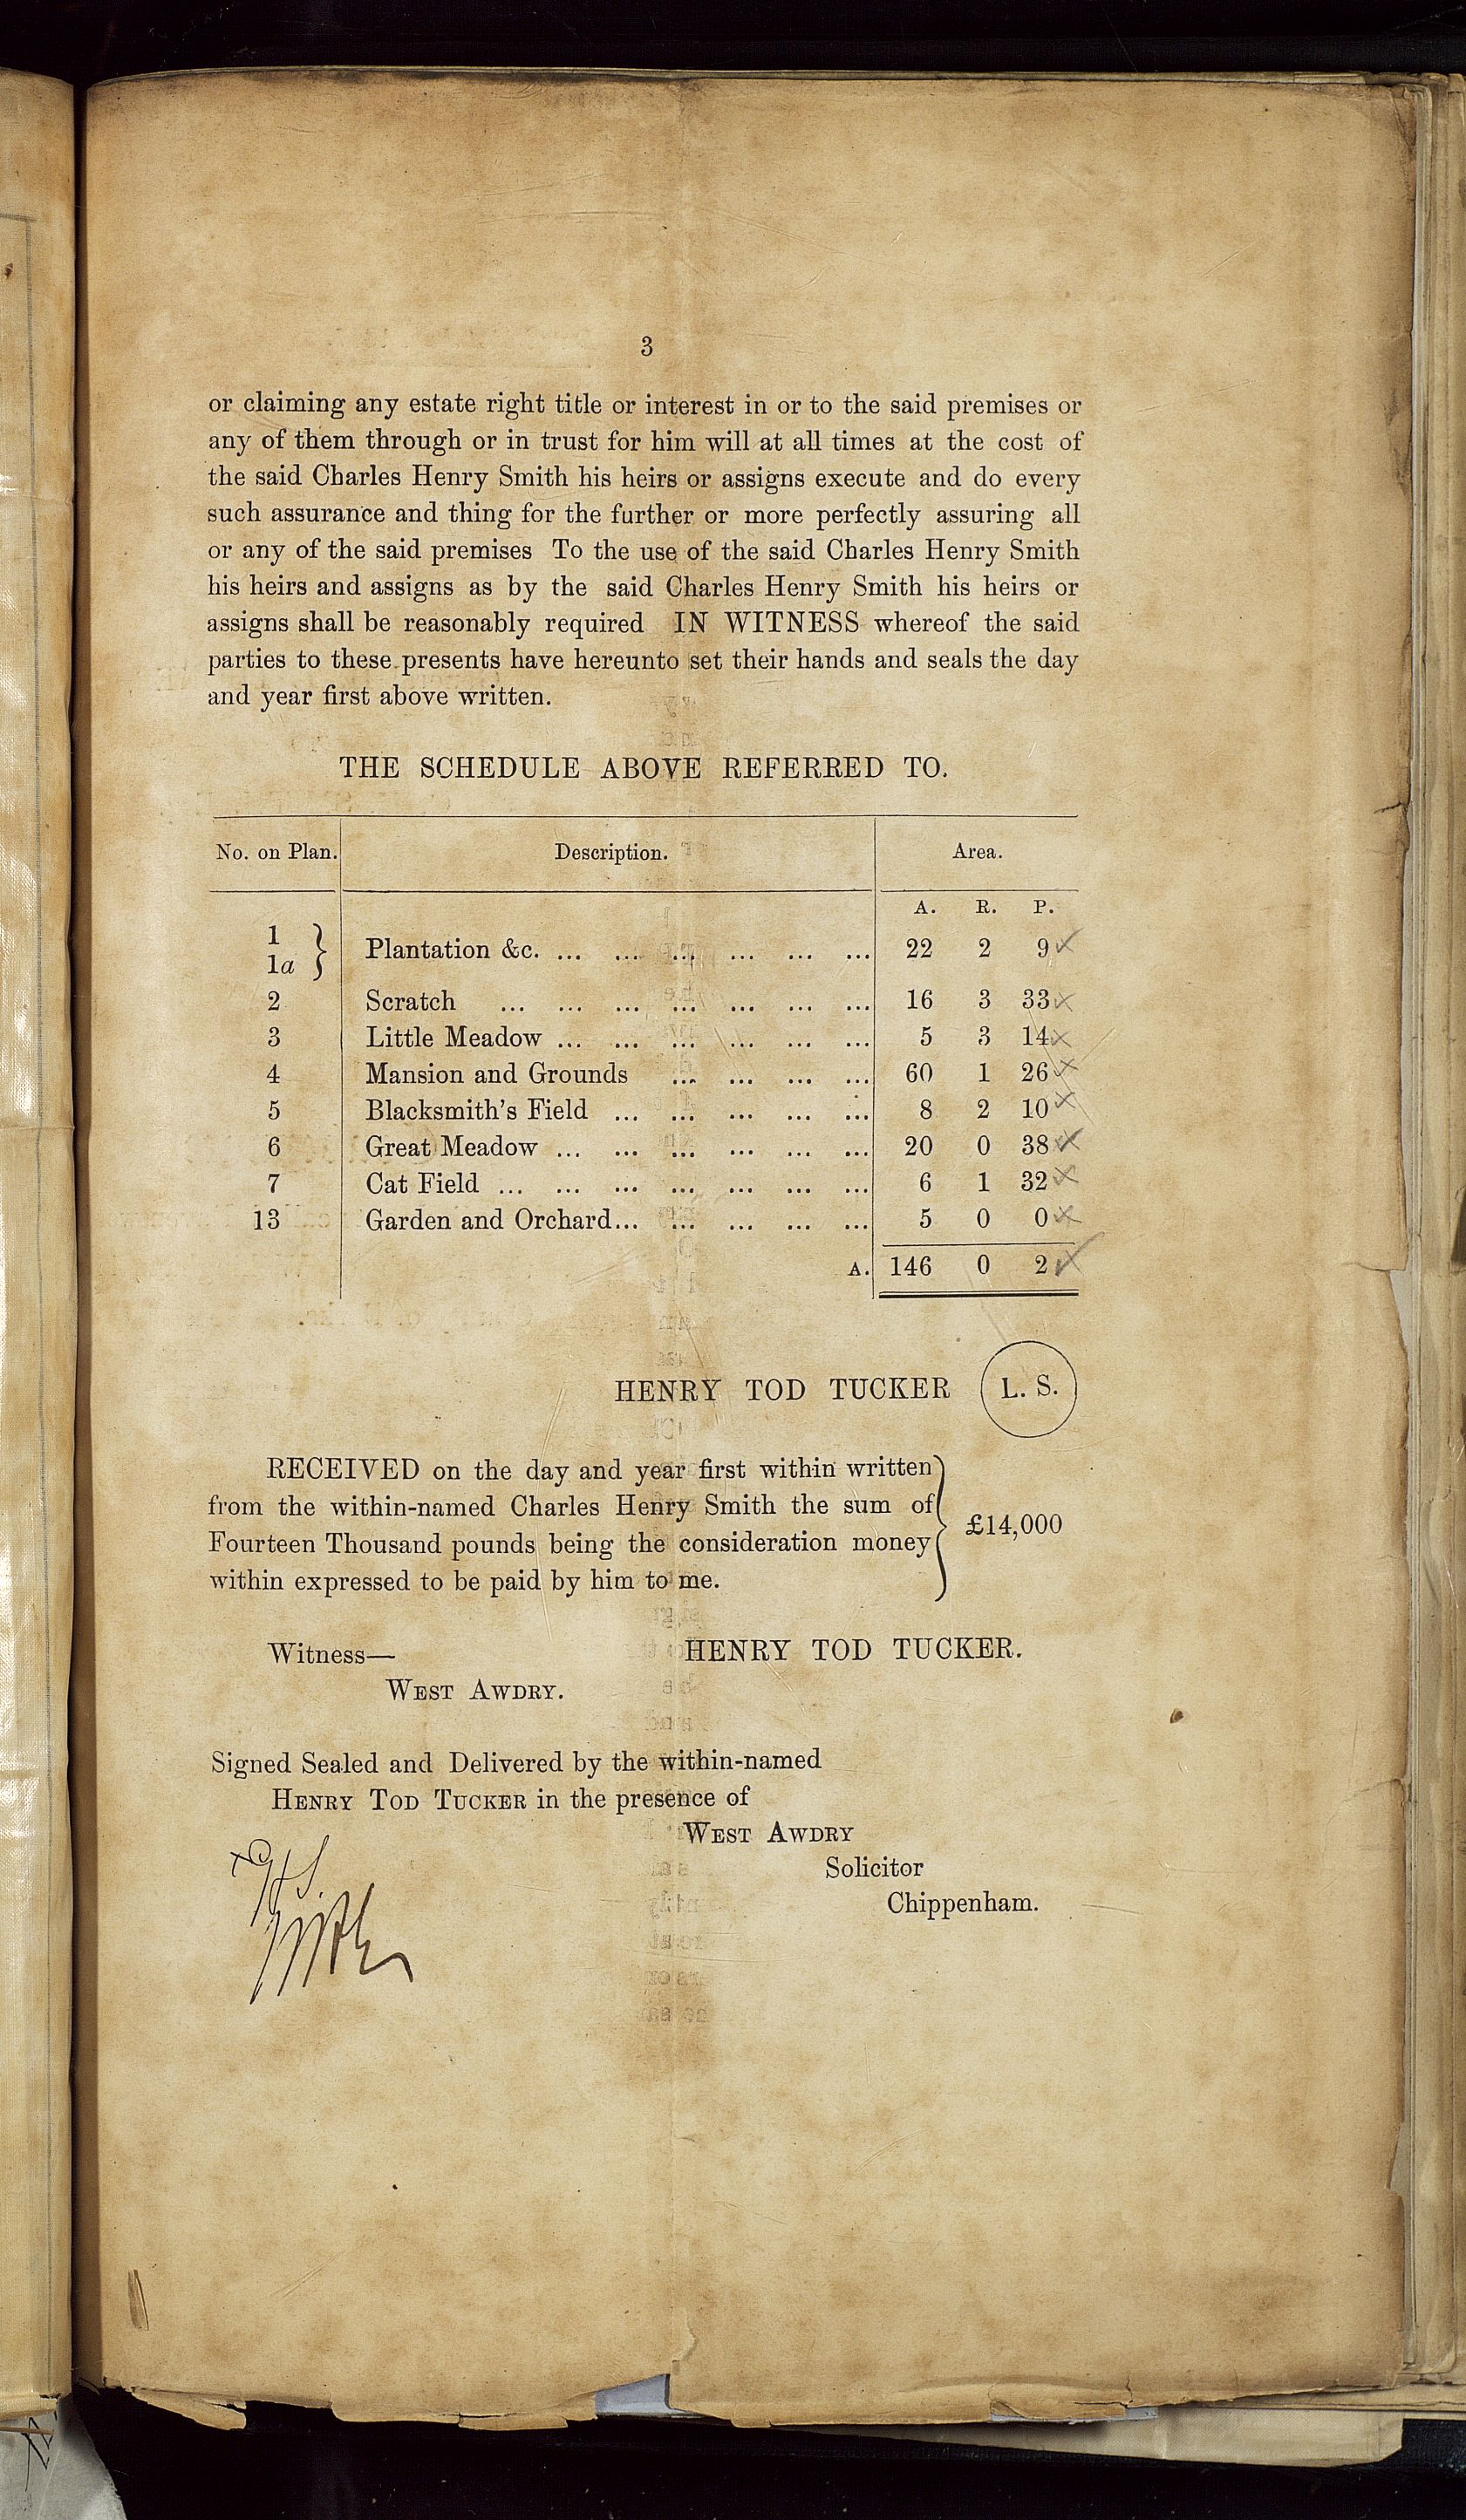 3
or claiming any estate right title or interest in or to the said premises or
any of them through or in trust for him will at all times at the cost of
the said Charles Henry Smith his heirs or assigns execute and do every
such assurance and thing for the further or more perfectly assuring all
or any of the said premises To the use of the said Charles Henry Smith
his heirs and assigns as by the said Charles Henry Smith his heirs or
assigns shall be reasonably required IN WITNESS whereof the said
parties to these presents have hereunto set their hands and seals the day
and year first above written.
THE SCHEDULE ABOVE REFERRED TO.
No. on Plan. Description. Area.
A. R. P.
1
1a } Plantation &c. ... ... ... ... ... ... 22 2 9
2 Scratch ... ... ... ... ... ... ... 16 3 33
3 Little Meadow ... ... ... ... ... ... 5 3 14
4 Mansion and Grounds ... ... ... ... 60 1 26
5 Blacksmith's Field ... ... ... ... ... 8 2 10
6 Great Meadow ... ... ... ... ... ... 20 0 38
7 Cat Field ... ... ... ... ... ... ... 6 1 32
13 Garden and Orchard... ... ... ... ... 5 0 0
A. 146 0 2
HENRY TOD TUCKER L. S.
RECEIVED on the day and year first within written
from the within-named Charles Henry Smith the sum of
Fourteen Thousand pounds being the consideration money
within expressed to be paid by him to me.
£14,000
Witness— HENRY TOD TUCKER.
WEST AWDRY.
Signed Sealed and Delivered by the within-named
HENRY TOD TUCKER in the presence of
WEST AWDRY
Solicitor
Chippenham.